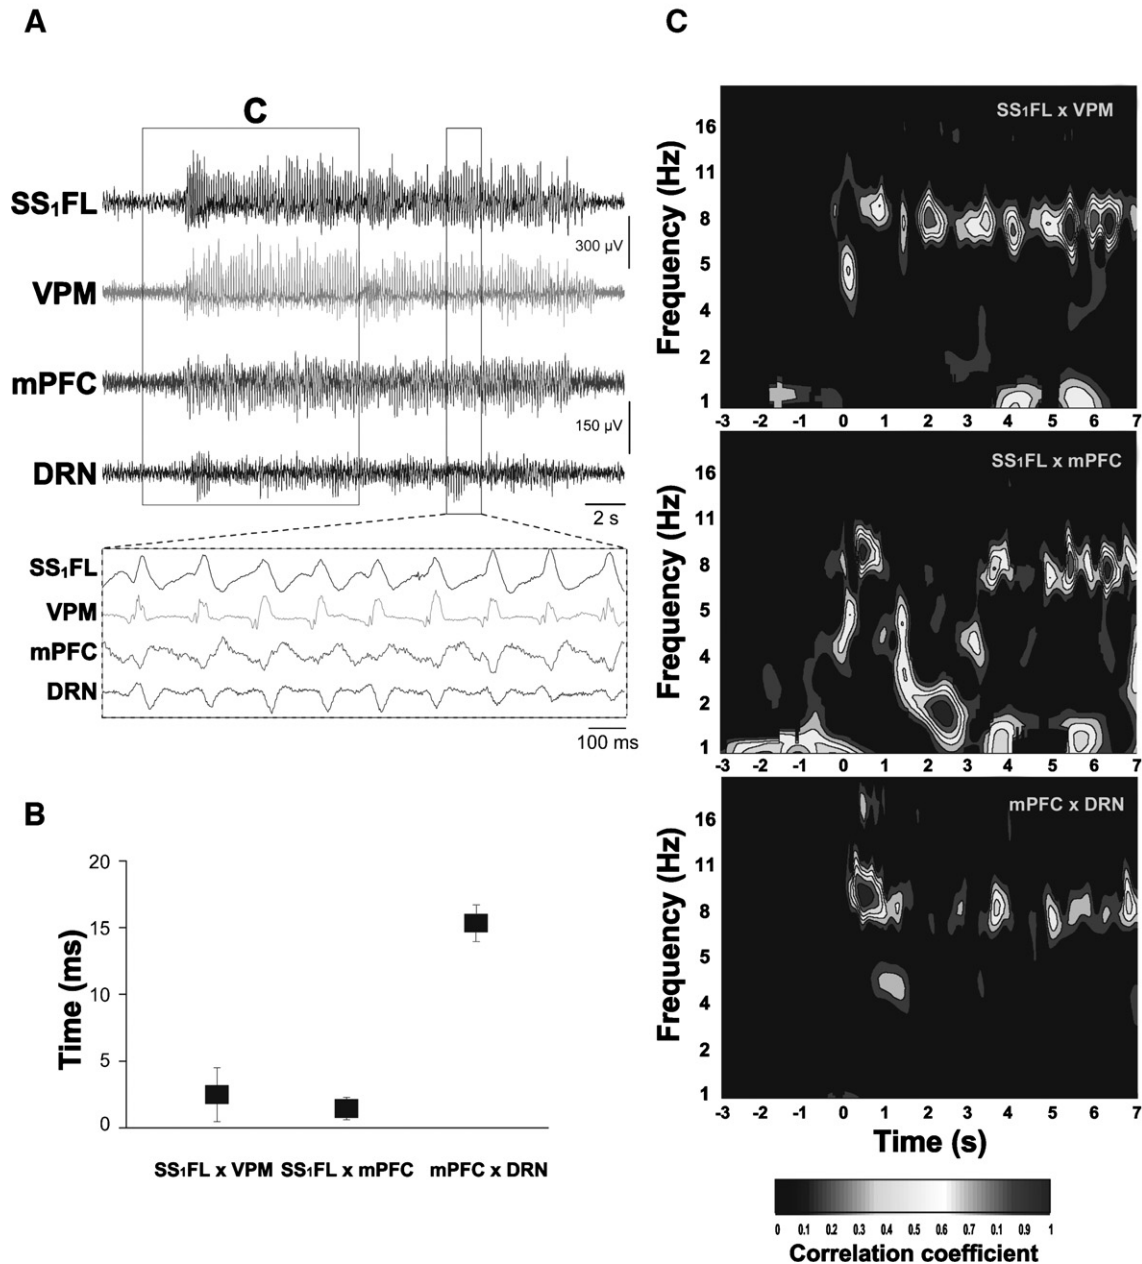 A
C
SS₁FL
300 μV
VPM
mPFC
150 μV
DRN
2 s
SS₁FL
VPM
mPFC
DRN
100 ms
B
Time (ms)
20
15
10
5
0
SS₁FL x VPM SS₁FL x mPFC mPFC x DRN
C
SS₁FL x VPM
Frequency (Hz)
16
11
8
5
4
2
1
-3 -2 -1 0 1 2 3 4 5 6 7
SS₁FL x mPFC
Frequency (Hz)
16
11
8
5
4
2
1
-3 -2 -1 0 1 2 3 4 5 6 7
mPFC x DRN
Frequency (Hz)
16
11
8
5
4
2
1
-3 -2 -1 0 1 2 3 4 5 6 7
Time (s)
0 0.1 0.2 0.3 0.4 0.5 0.6 0.7 0.1 0.9 1
Correlation coefficient